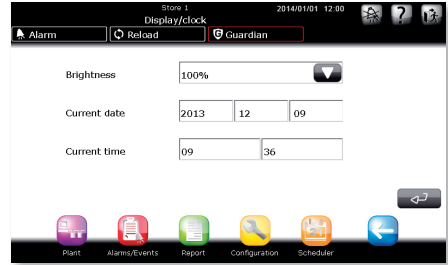 Store 1
2014/01/01 12:00
Display/clock
Alarm
Reload
G Guardian
?
Brightness 100%
Current date 2013 12 09
Current time 09 36
Plant Alarms/Events Report Configuration Scheduler